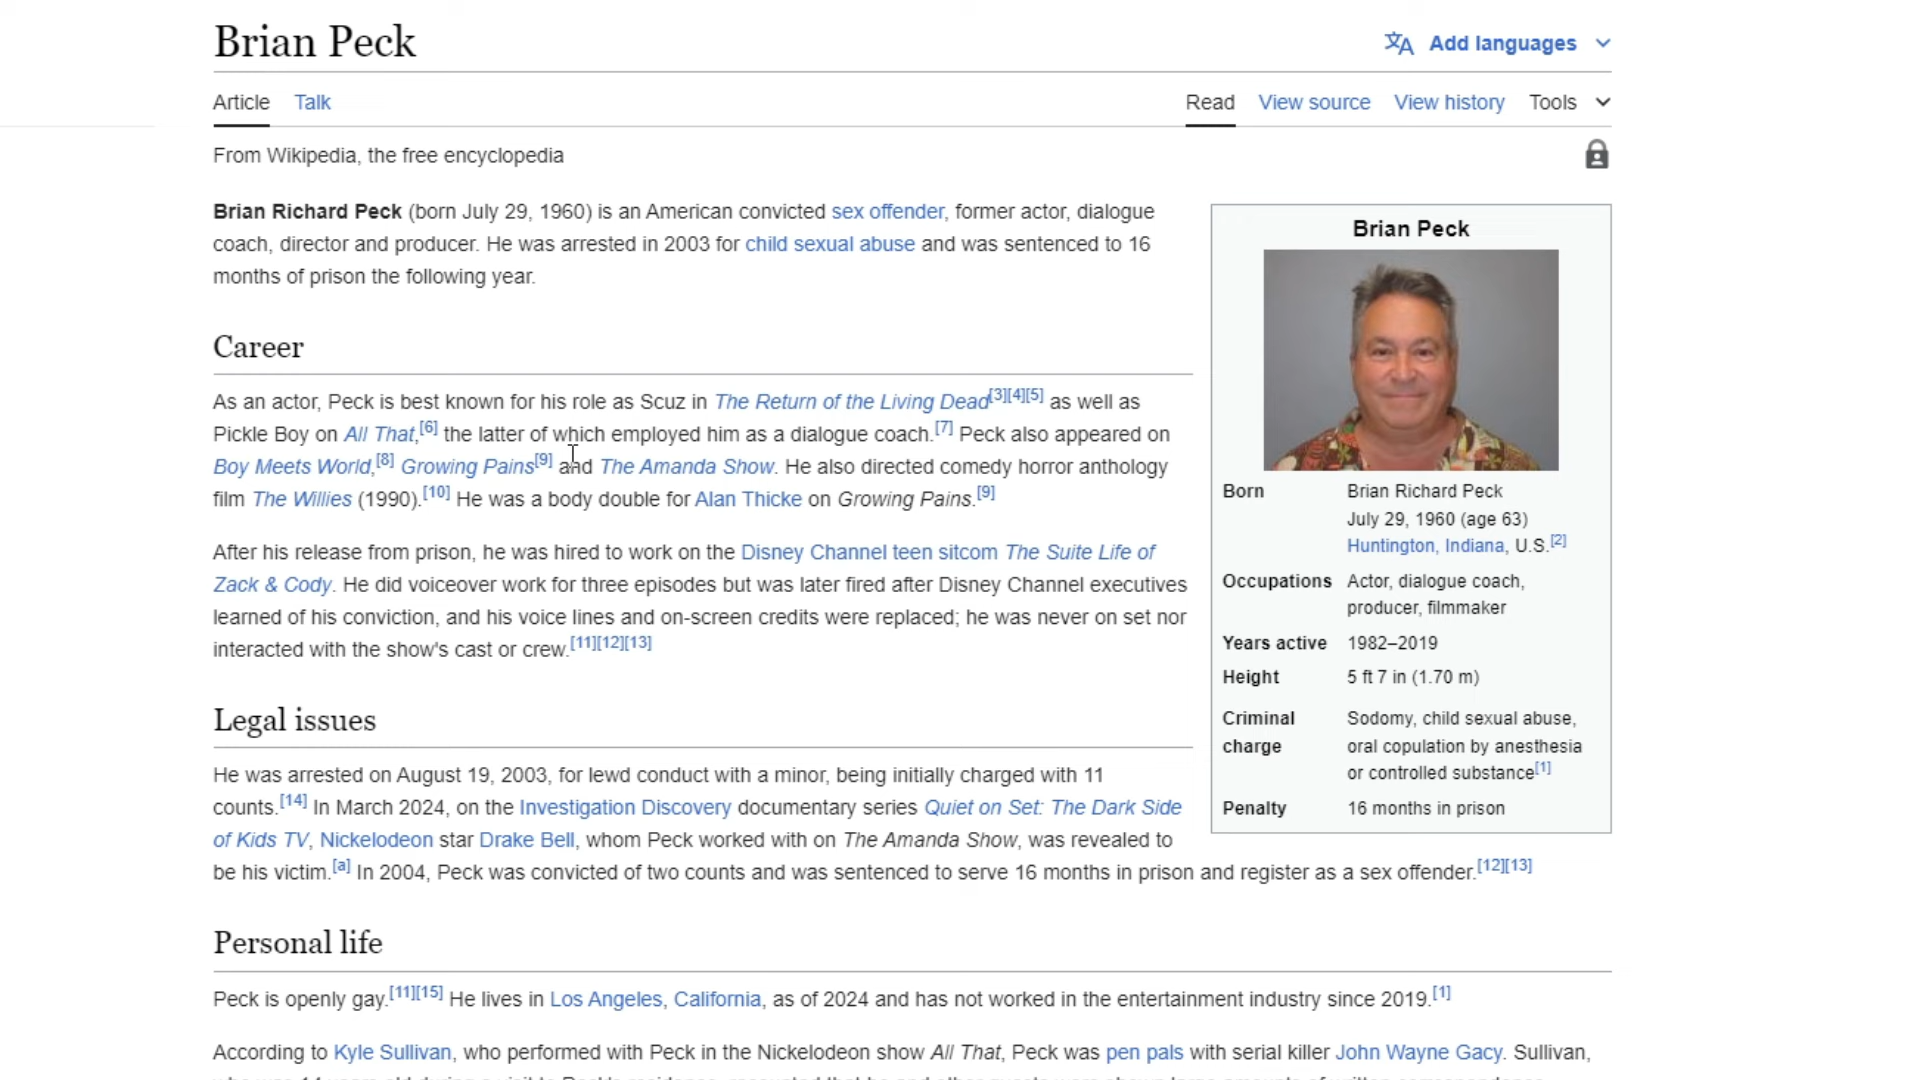 Brian Peck
Add languages
Article Talk
Read View source View history Tools
From Wikipedia, the free encyclopedia
Brian Richard Peck (born July 29, 1960) is an American convicted sex offender, former actor, dialogue
coach, director and producer. He was arrested in 2003 for child sexual abuse and was sentenced to 16
months of prison the following year.
Career
As an actor, Peck is best known for his role as Scuz in The Return of the Living Dead[3][4][5] as well as
Pickle Boy on All That,[6] the latter of which employed him as a dialogue coach.[7] Peck also appeared on
Boy Meets World,[8] Growing Pains[9] and The Amanda Show. He also directed comedy horror anthology
film The Willies (1990).[10] He was a body double for Alan Thicke on Growing Pains.[9]
After his release from prison, he was hired to work on the Disney Channel teen sitcom The Suite Life of
Zack & Cody. He did voiceover work for three episodes but was later fired after Disney Channel executives
learned of his conviction, and his voice lines and on-screen credits were replaced; he was never on set nor
interacted with the show's cast or crew.[11][12][13]
Legal issues
He was arrested on August 19, 2003, for lewd conduct with a minor, being initially charged with 11
counts.[14] In March 2024, on the Investigation Discovery documentary series Quiet on Set: The Dark Side
of Kids TV, Nickelodeon star Drake Bell, whom Peck worked with on The Amanda Show, was revealed to
be his victim.[a] In 2004, Peck was convicted of two counts and was sentenced to serve 16 months in prison and register as a sex offender.[12][13]
Brian Peck
Born Brian Richard Peck
July 29, 1960 (age 63)
Huntington, Indiana, U.S.[2]
Occupations Actor, dialogue coach,
producer, filmmaker
Years active 1982–2019
Height 5 ft 7 in (1.70 m)
Criminal Sodomy, child sexual abuse,
charge oral copulation by anesthesia
or controlled substance[1]
Penalty 16 months in prison
Personal life
Peck is openly gay.[11][15] He lives in Los Angeles, California, as of 2024 and has not worked in the entertainment industry since 2019.[1]
According to Kyle Sullivan, who performed with Peck in the Nickelodeon show All That, Peck was pen pals with serial killer John Wayne Gacy. Sullivan,